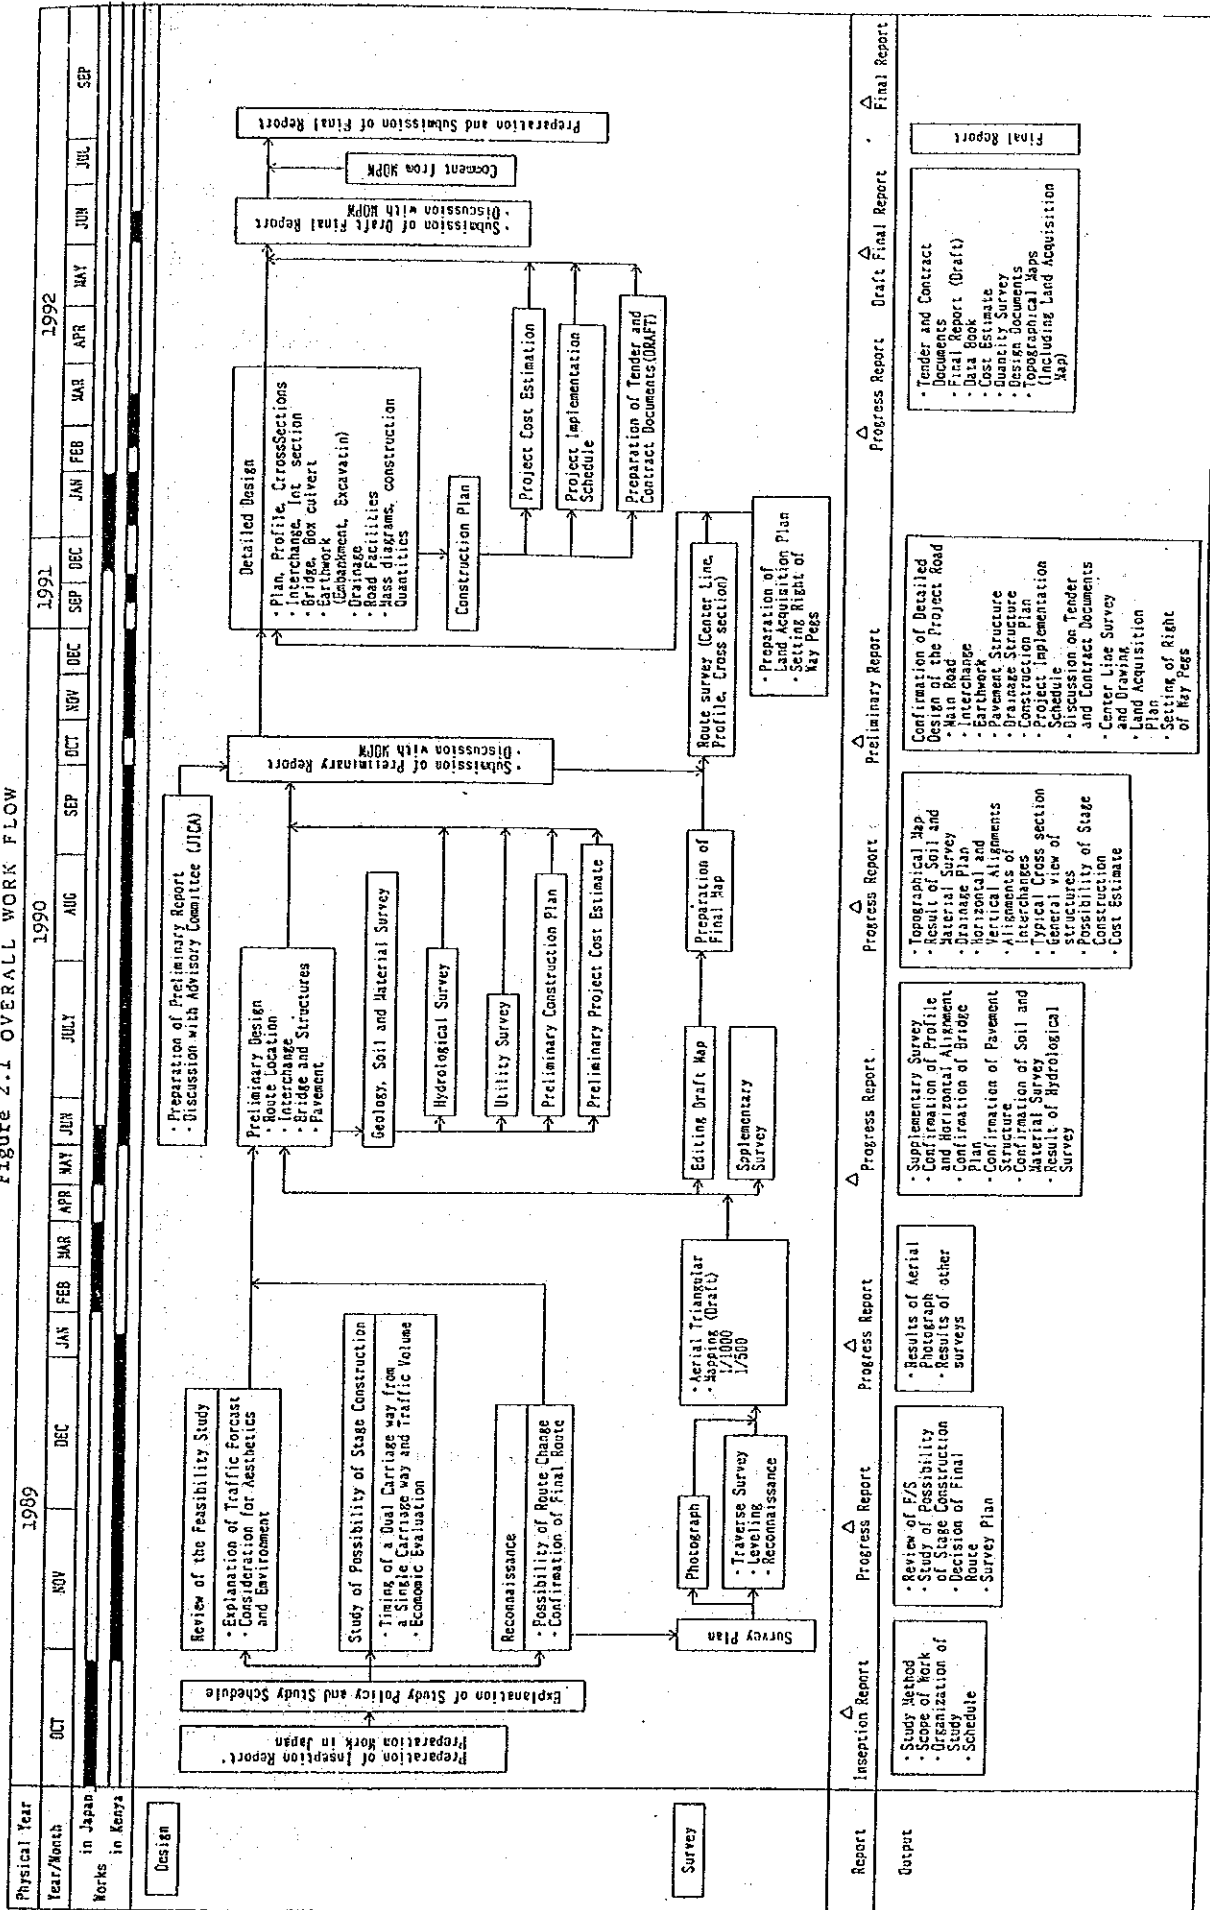 Figure 2.1 OVERALL WORK FLOW
Physical Year
1989
1990
1991
1992
Year/Month
OCT
NOV
DEC
JAN
FEB
MAR
APR
MAY
JUN
JULY
AUG
SEP
OCT
NOV
DEC
SEP
DEC
JAN
FEB
MAR
APR
MAY
JUN
JUL
SEP
Works
in Japan
in Kenya
Design
Preparation of Inseption Report
Preparation Work in Japan
Explanation of Study Policy and Study Schedule
Review of the Feasibility Study
· Explanation of Traffic Forcast
· Consideration for Aesthetics
and Environment
Study of Possibility of Stage Construction
· Timing of a Dual Carriage way from
a Single Carriage way and Traffic Volume
· Economic Evaluation
Reconnaissance
· Possibility of Route Change
· Confirmation of Final Route
· Preparation of Preliminary Report
· Discussion with Advisory Committee (JICA)
Preliminary Design
· Route Location
· Interchange
· Bridge and Structures
· Pavement
Geology, Soil and Material Survey
Hydrological Survey
Utility Survey
Preliminary Construction Plan
Preliminary Project Cost Estimate
· Submission of Preliminary Report
· Discussion with MOPW
Detailed Design
· Plan, Profile, CrrossSections
· Interchange, Int section
· Bridge, Box culvert
· Earthwork
(Embankment, Excavatin)
· Drainage
· Road Facilities
· Mass diagrams, construction
Quantities
Construction Plan
Project Cost Estimation
Project Implementation
Schedule
Preparation of Tender and
Contract Documents(DRAFT)
· Submission of Draft Final Report
· Discussion with MOPW
Comment from MOPW
Preparation and Submission of Final Report
Survey
Survey Plan
Photograph
· Traverse Survey
· Leveling
· Reconnaissance
· Aerial Triangular
· Mapping (Draft)
1/1000
1/500
Editing Draft Map
Spplementary
Survey
Preparation of
Final Map
Route survey (Center Line,
Profile, Cross section)
· Preparation of
Land Acquisition Plan
· Setting Right of
Way Pegs
Report
Inseption Report
Progress Report
Progress Report
Progress Report
Progress Report
Preliminary Report
Progress Report
Draft Final Report
Final Report
Output
· Study Method
· Scope of Work
· Organization of
Study
· Schedule
· Review of F/S
· Study of Possibility
of Stage Construction
· Decision of Final
Route
· Survey Plan
· Results of Aerial
Photograph
· Results of other
surveys
· Supplementary Survey
· Confirmation of Profile
and Horizontal Alignment
· Confirmation of Bridge
Plan
· Confirmation of Pavement
Structure
· Confirmation of Soil and
Material Survey
· Result of Hydrological
Survey
· Topographical Map
· Result of Soil and
Material Survey
· Drainage Plan
· Horizontal and
Vertical Alignments
· Alignments of
Interchanges
· Typical Cross section
· General view of
structures
· Possibility of Stage
Construction
· Cost Estimate
Confirmation of Detailed
Design of the Project Road
· Main Road
· Interchange
· Earthwork
· Pavement Structure
· Drainage Structure
· Construction Plan
· Project Implementation
Schedule
· Discussion on Tender
and Contract Documents
· Center Line Survey
and Drawing
· Land Acquisition
Plan
· Setting of Right
of Way Pegs
· Tender and Contract
Documents
· Final Report (Draft)
· Data Book
· Cost Estimate
· Quantity Survey
· Design Documents
· Topographical Maps
(Including Land Acquisition
Map)
Final Report